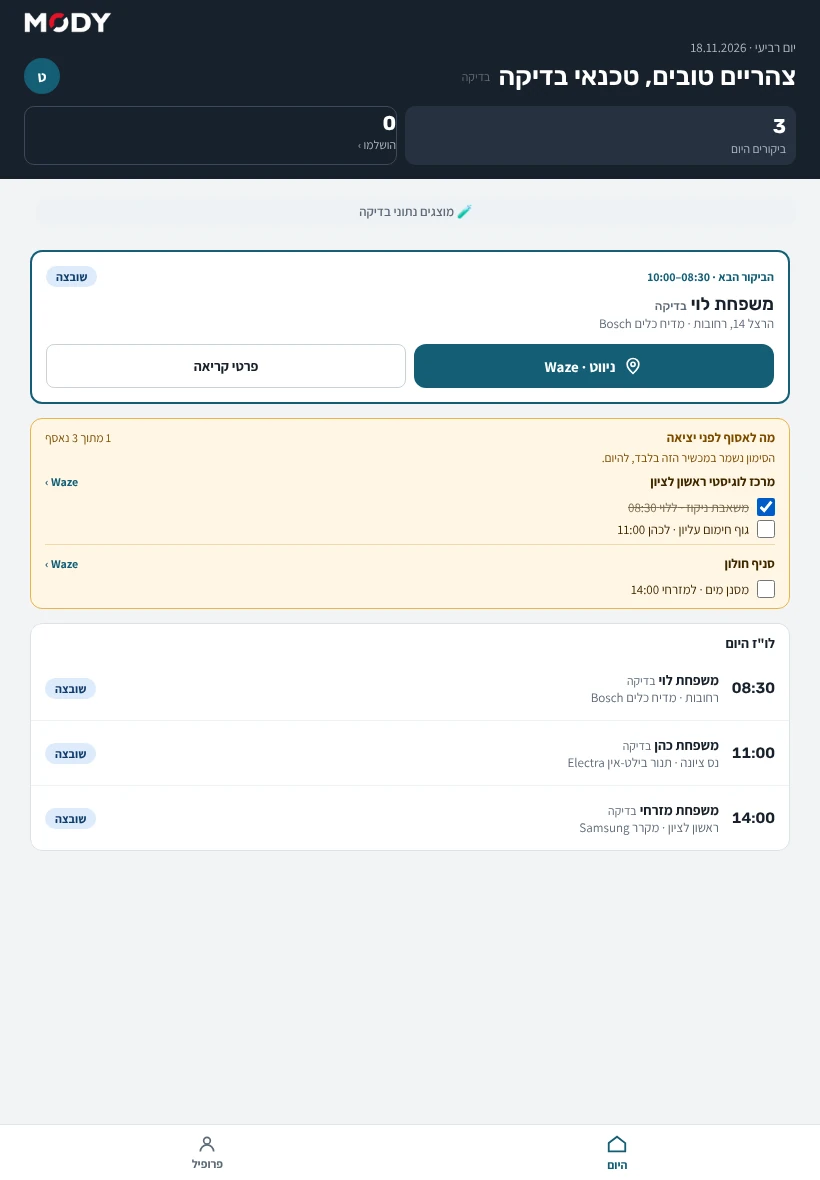 MODY
יום רביעי · 18.11.2026
צהריים טובים, טכנאי בדיקה בדיקה
ט
3
ביקורים היום
0
הושלמו ›
🧪 מוצגים נתוני בדיקה
הביקור הבא · 08:30–10:00
שובצה
משפחת לוי בדיקה
הרצל 14, רחובות · מדיח כלים Bosch
ניווט · Waze
פרטי קריאה
מה לאסוף לפני יציאה
1 מתוך 3 נאסף
הסימון נשמר במכשיר הזה בלבד, להיום.
מרכז לוגיסטי ראשון לציון
Waze ›
משאבת ניקוז · ללוי 08:30
גוף חימום עליון · לכהן 11:00
סניף חולון
Waze ›
מסנן מים · למזרחי 14:00
לו"ז היום
08:30
משפחת לוי בדיקה
רחובות · מדיח כלים Bosch
שובצה
11:00
משפחת כהן בדיקה
נס ציונה · תנור בילט-אין Electra
שובצה
14:00
משפחת מזרחי בדיקה
ראשון לציון · מקרר Samsung
שובצה
היום
פרופיל